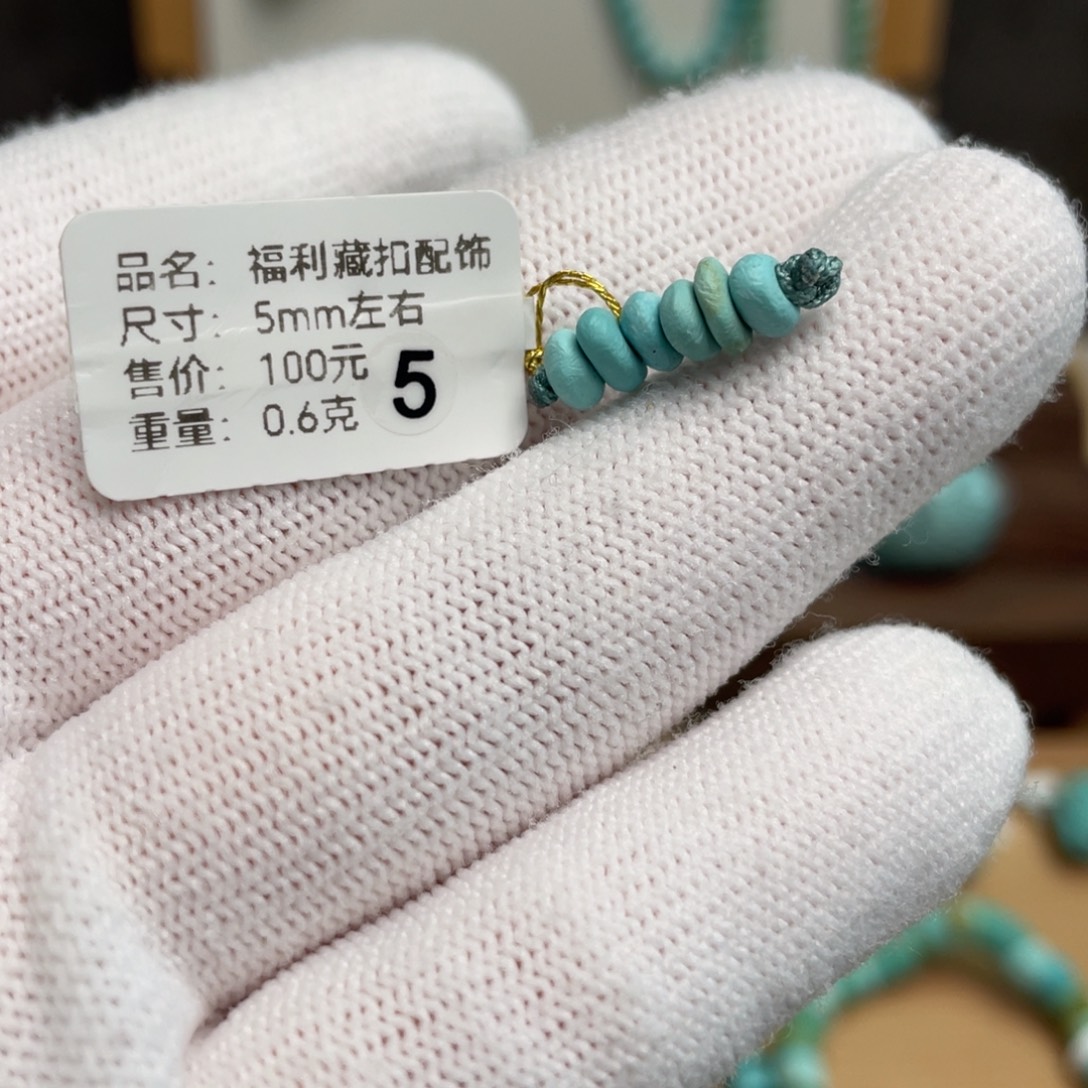 品名：福利藏扣配饰
尺寸：5mm左右
售价：100元
重量：0.6克
5